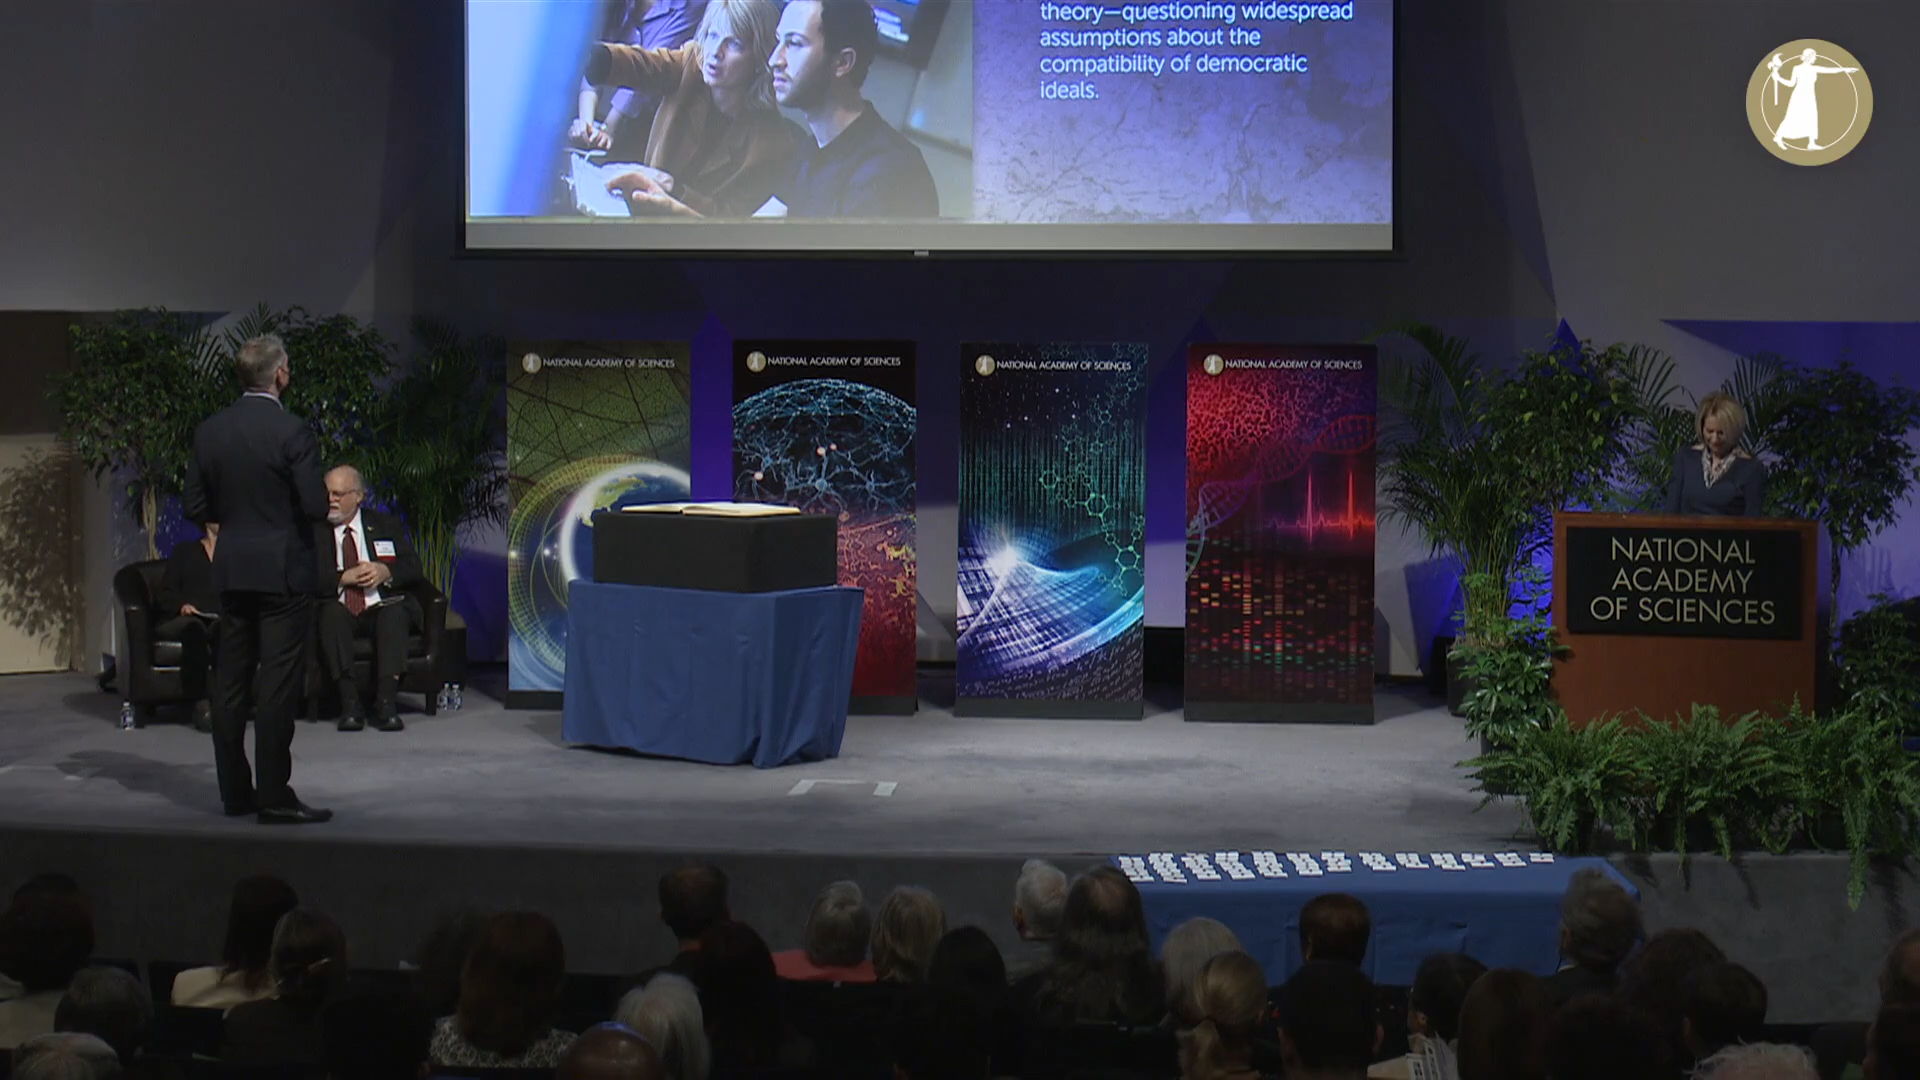 theory—questioning widespread
assumptions about the
compatibility of democratic
ideals.
NATIONAL ACADEMY OF SCIENCES
NATIONAL ACADEMY OF SCIENCES
NATIONAL ACADEMY OF SCIENCES
NATIONAL ACADEMY OF SCIENCES
NATIONAL
ACADEMY
OF SCIENCES